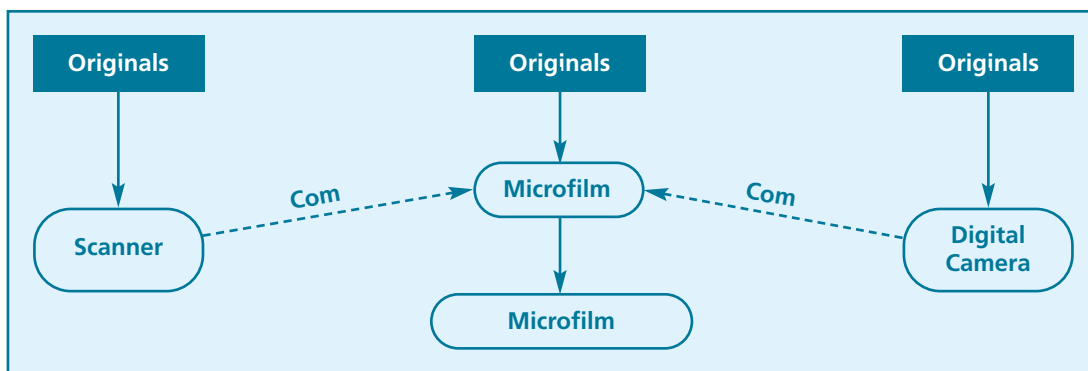 Originals
Originals
Originals
Com
Microfilm
Com
Scanner
Digital
Camera
Microfilm